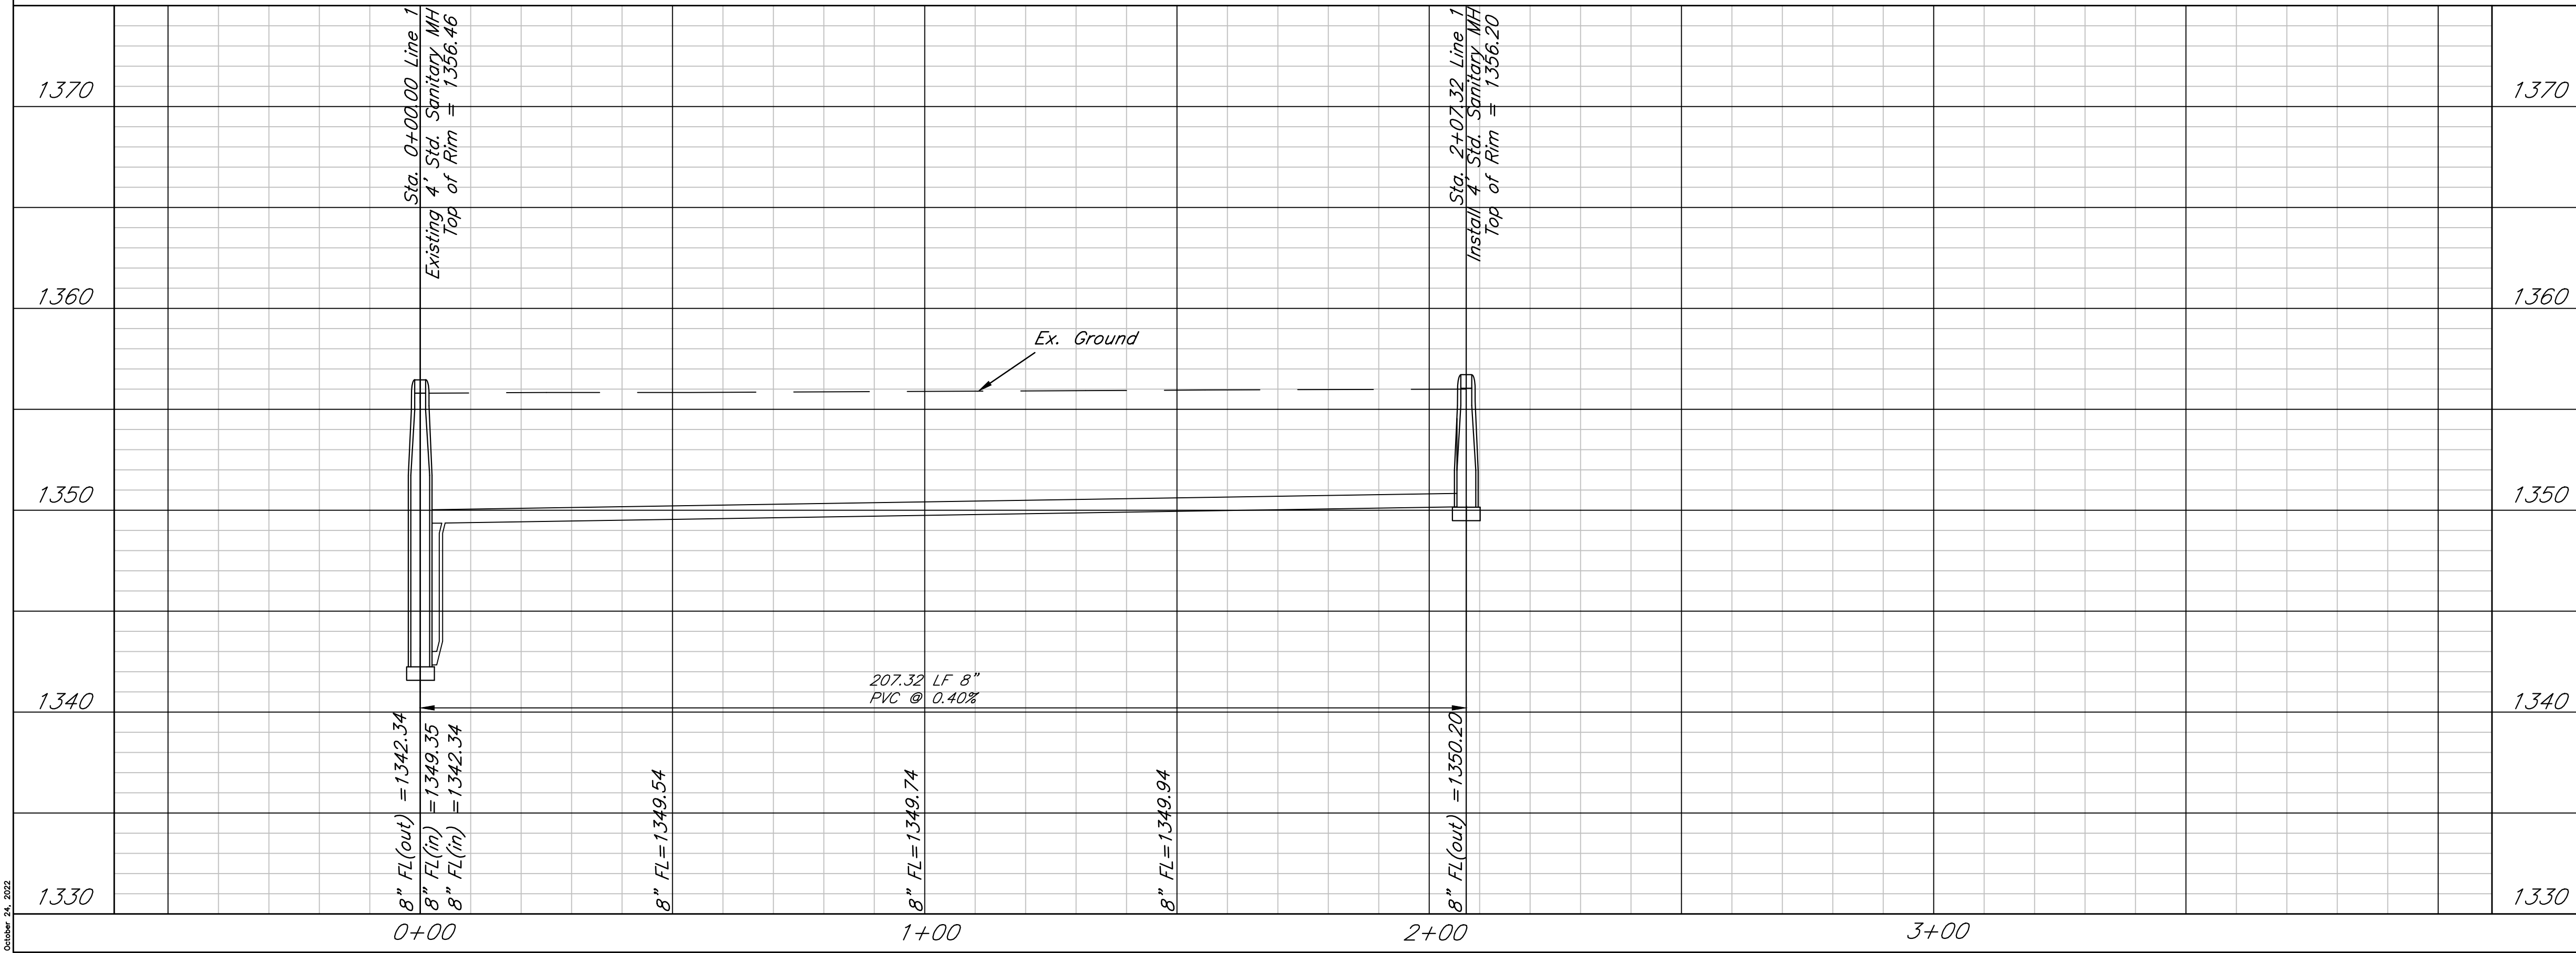 Sta. 0+00.00 Line 1
Existing 4' Std. Sanitary MH
Top of Rim = 1356.46
Sta. 2+07.32 Line 1
Install 4' Std. Sanitary MH
Top of Rim = 1356.20
1370
1370
1360
1360
Ex. Ground
1350
1350
207.32 LF 8"
PVC @ 0.40%
1340
1340
8" FL(out) =1342.34
8" FL(in) =1349.35
8" FL(in) =1342.34
8" FL=1349.54
8" FL=1349.74
8" FL=1349.94
8" FL(out) =1350.20
1330
1330
0+00
1+00
2+00
3+00
October 24, 2022